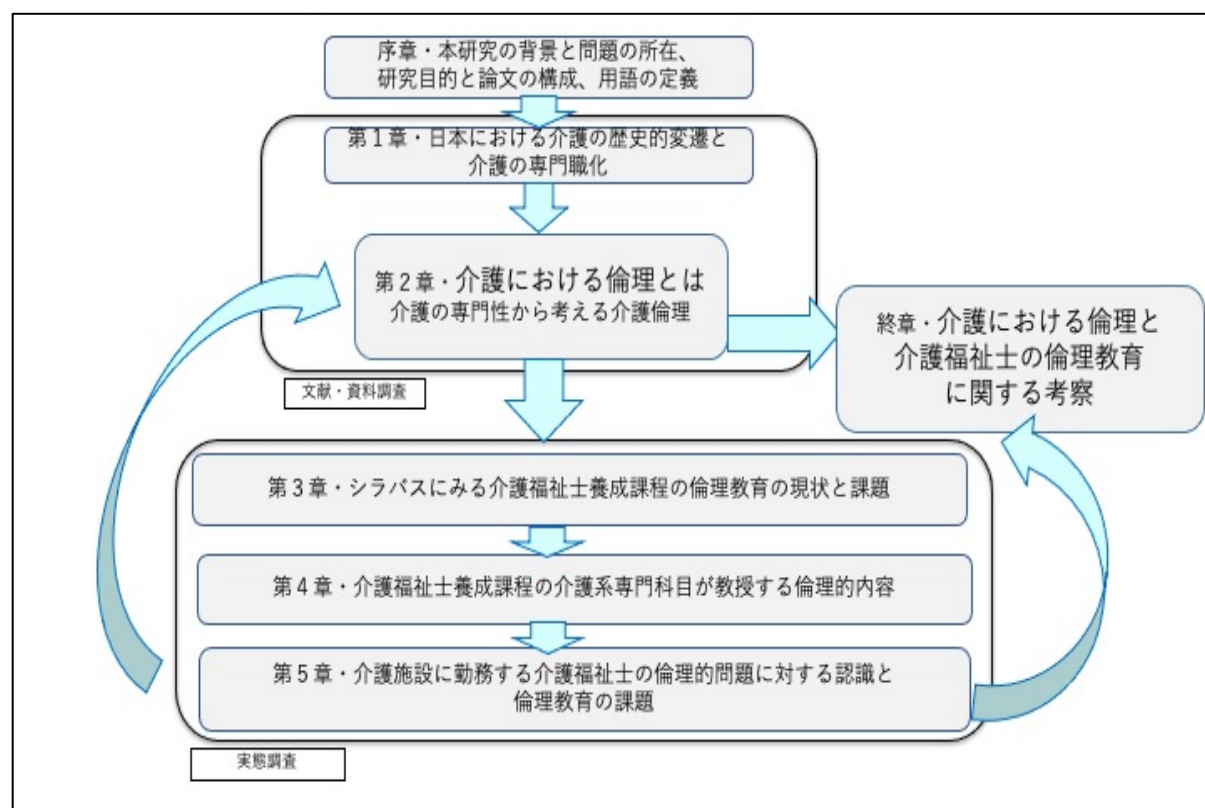 序章・本研究の背景と問題の所在、
研究目的と論文の構成、用語の定義
第1章・日本における介護の歴史的変遷と
介護の専門職化
第2章・介護における倫理とは
介護の専門性から考える介護倫理
文献・資料調査
終章・介護における倫理と
介護福祉士の倫理教育
に関する考察
第3章・シラバスにみる介護福祉士養成課程の倫理教育の現状と課題
第4章・介護福祉士養成課程の介護系専門科目が教授する倫理的内容
第5章・介護施設に勤務する介護福祉士の倫理的問題に対する認識と
倫理教育の課題
実態調査